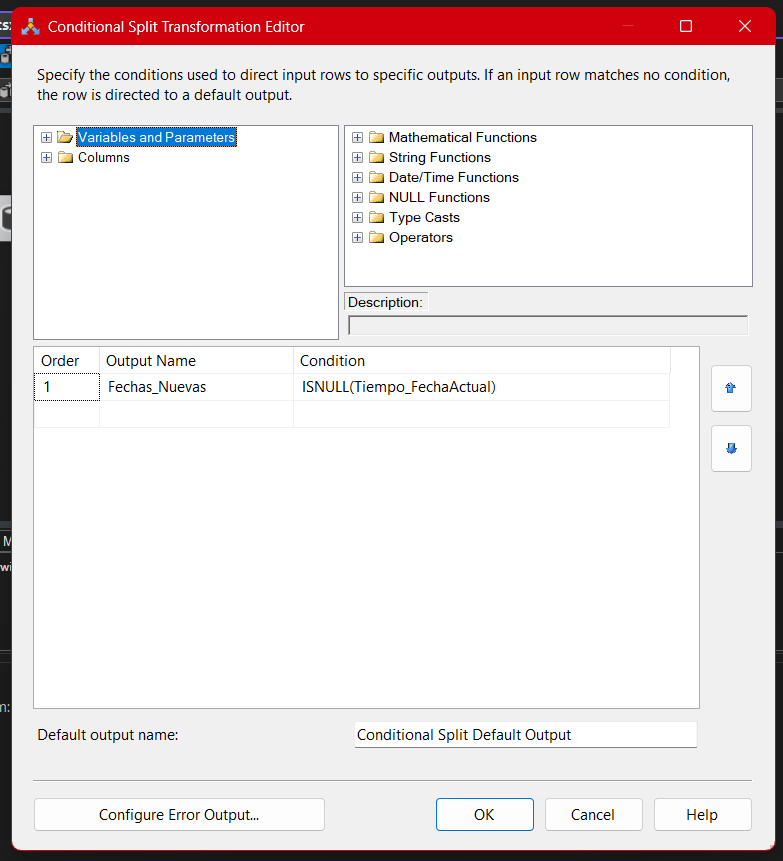 Conditional Split Transformation Editor
Specify the conditions used to direct input rows to specific outputs. If an input row matches no condition,
the row is directed to a default output.
Variables and Parameters
Columns
Mathematical Functions
String Functions
Date/Time Functions
NULL Functions
Type Casts
Operators
Description:
Order Output Name Condition
1 Fechas_Nuevas ISNULL(Tiempo_FechaActual)
Default output name: Conditional Split Default Output
Configure Error Output... OK Cancel Help